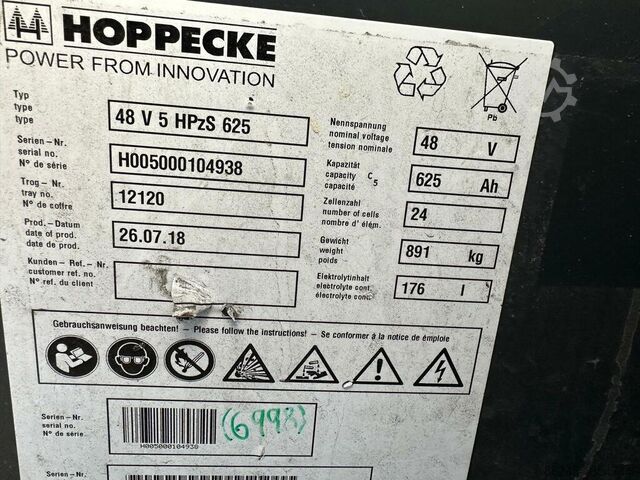 HOPPECKE
POWER FROM INNOVATION
Typ
type
type
48 V 5 HPzS 625
Serien-Nr.
serial no.
N° de série
H005000104938
Trog-Nr.
tray no.
N° de coffre
12120
Prod.-Datum
date of prod.
date de prod.
26.07.18
Kunden-Ref.-Nr.
customer ref. no.
N° ref. du client
Pb
Nennspannung
nominal voltage
tension nominale
48 V
Kapazität
capacity C5
capacité
625 Ah
Zellenzahl
number of cells
nombre d' élém.
24
Gewicht
weight
poids
891 kg
Elektrolytinhalt
electrolyte cont.
électrolyte cont.
176 l
Gebrauchsanweisung beachten! – Please follow the instructions! – Se conformer à la notice de émploie
Serien-Nr.
serial no.
N° de série
H005000104938
(6998)
Serien-Nr.